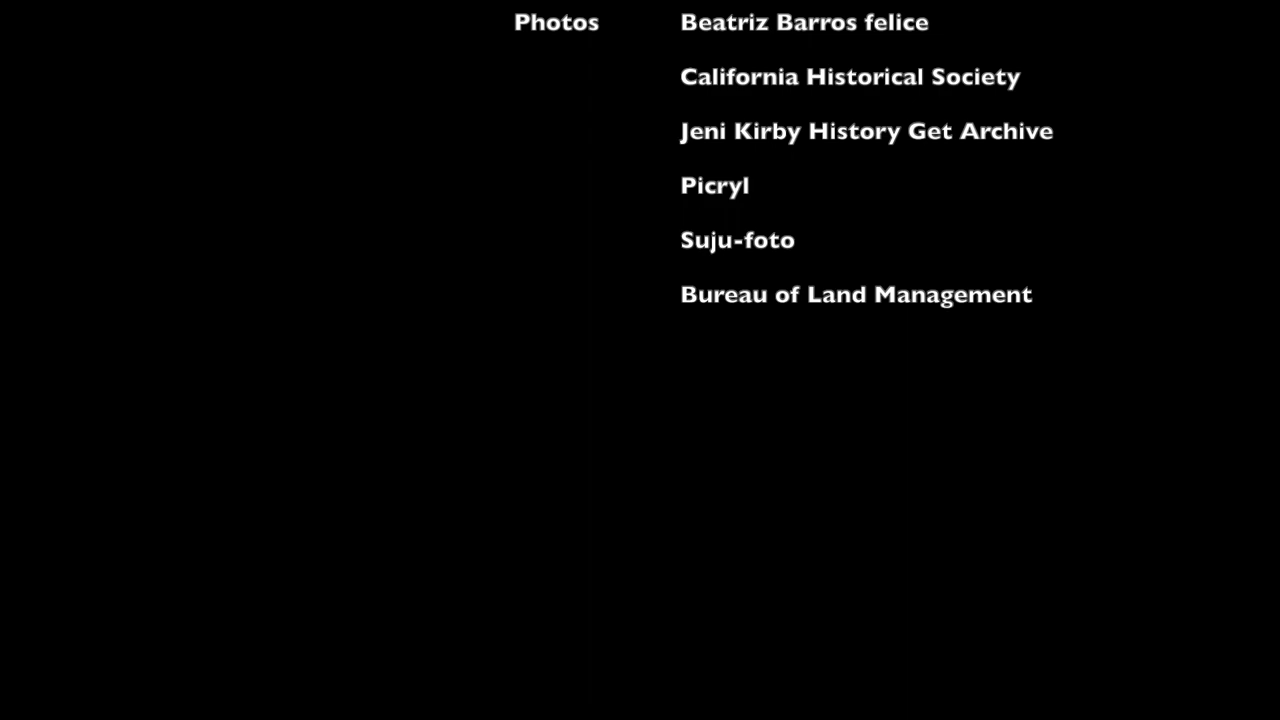 Photos Beatriz Barros felice
California Historical Society
Jeni Kirby History Get Archive
Picryl
Suju-foto
Bureau of Land Management